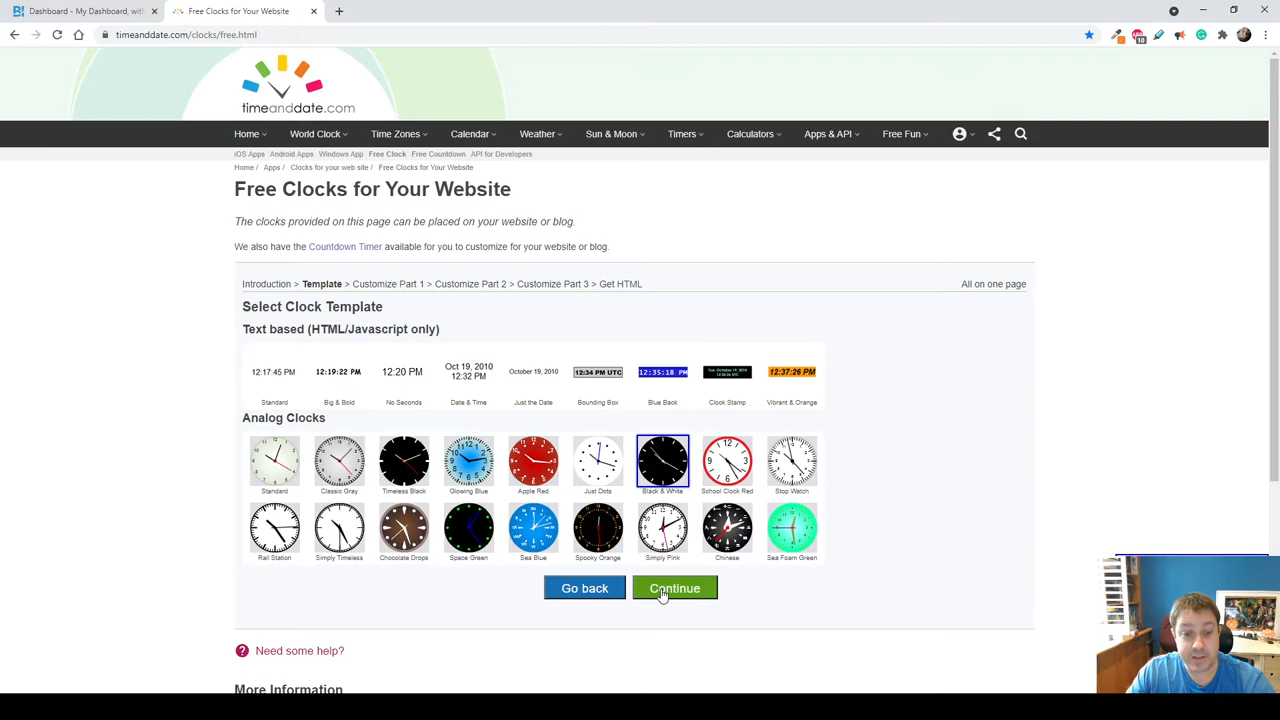 Dashboard - My Dashboard, wit
Free Clocks for Your Website
timeanddate.com/clocks/free.html
10
timeanddate.com
Home World Clock Time Zones Calendar Weather Sun & Moon Timers Calculators Apps & API Free Fun
iOS Apps Android Apps Windows App Free Clock Free Countdown API for Developers
Home / Apps / Clocks for your web site / Free Clocks for Your Website
Free Clocks for Your Website
The clocks provided on this page can be placed on your website or blog.
We also have the Countdown Timer available for you to customize for your website or blog.
Introduction > Template > Customize Part 1 > Customize Part 2 > Customize Part 3 > Get HTML All on one page
Select Clock Template
Text based (HTML/Javascript only)
12:17:45 PM 12:19:22 PM 12:20 PM Oct 19, 2010 October 19, 2010 12:34 PM UTC 12:35:18 PM Tue, October 19, 2010 12:37:26 PM
12:32 PM
Standard Big & Bold No Seconds Date & Time Just the Date Bounding Box Blue Back Clock Stamp Vibrant & Orange
Analog Clocks
Standard Classic Gray Timeless Black Glowing Blue Apple Red Just Dots Black & White School Clock Red Stop Watch
Rail Station Simply Timeless Chocolate Drops Space Green Sea Blue Spooky Orange Simply Pink Chinese Sea Foam Green
Go back Continue
? Need some help?
More Information